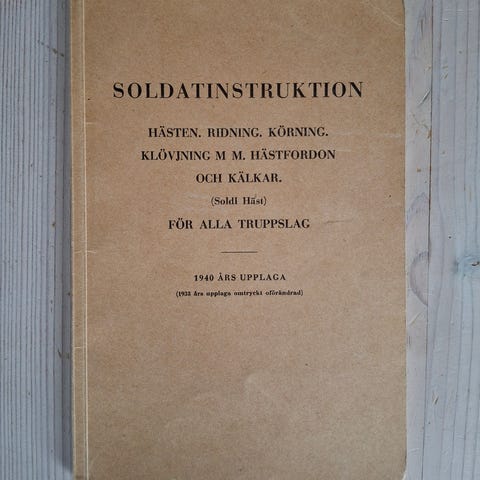 SOLDATINSTRUKTION
HÄSTEN. RIDNING. KÖRNING.
KLÖVJNING M M. HÄSTFORDON
OCH KÄLKAR.
(SoldI Häst)
FÖR ALLA TRUPPSLAG
1940 ÅRS UPPLAGA
(1933 års upplaga omtryckt oförändrad)